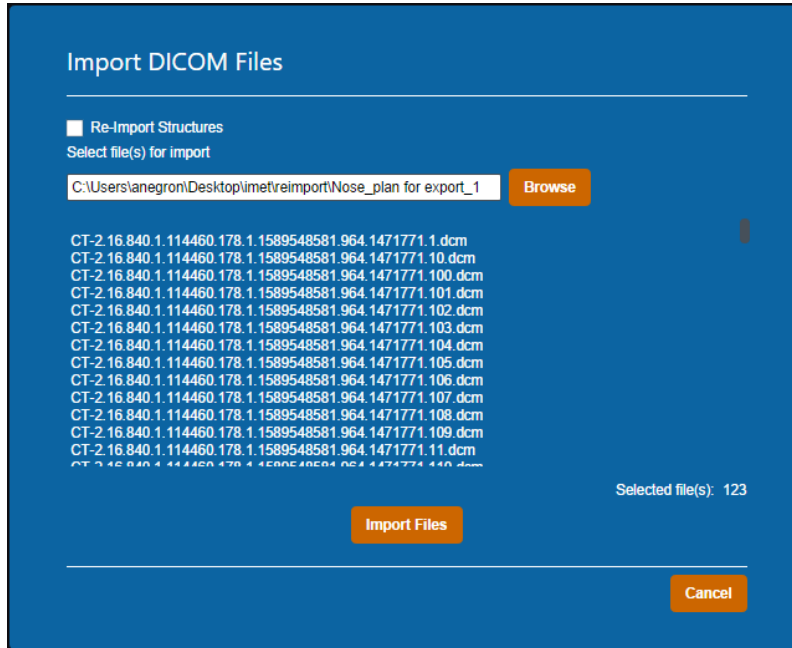 Import DICOM Files
Re-Import Structures
Select file(s) for import
C:\Users\anegron\Desktop\imet\reimport\Nose_plan for export_1
Browse
CT-2.16.840.1.114460.178.1.1589548581.964.1471771.1.dcm
CT-2.16.840.1.114460.178.1.1589548581.964.1471771.10.dcm
CT-2.16.840.1.114460.178.1.1589548581.964.1471771.100.dcm
CT-2.16.840.1.114460.178.1.1589548581.964.1471771.101.dcm
CT-2.16.840.1.114460.178.1.1589548581.964.1471771.102.dcm
CT-2.16.840.1.114460.178.1.1589548581.964.1471771.103.dcm
CT-2.16.840.1.114460.178.1.1589548581.964.1471771.104.dcm
CT-2.16.840.1.114460.178.1.1589548581.964.1471771.105.dcm
CT-2.16.840.1.114460.178.1.1589548581.964.1471771.106.dcm
CT-2.16.840.1.114460.178.1.1589548581.964.1471771.107.dcm
CT-2.16.840.1.114460.178.1.1589548581.964.1471771.108.dcm
CT-2.16.840.1.114460.178.1.1589548581.964.1471771.109.dcm
CT-2.16.840.1.114460.178.1.1589548581.964.1471771.11.dcm
Selected file(s): 123
Import Files
Cancel